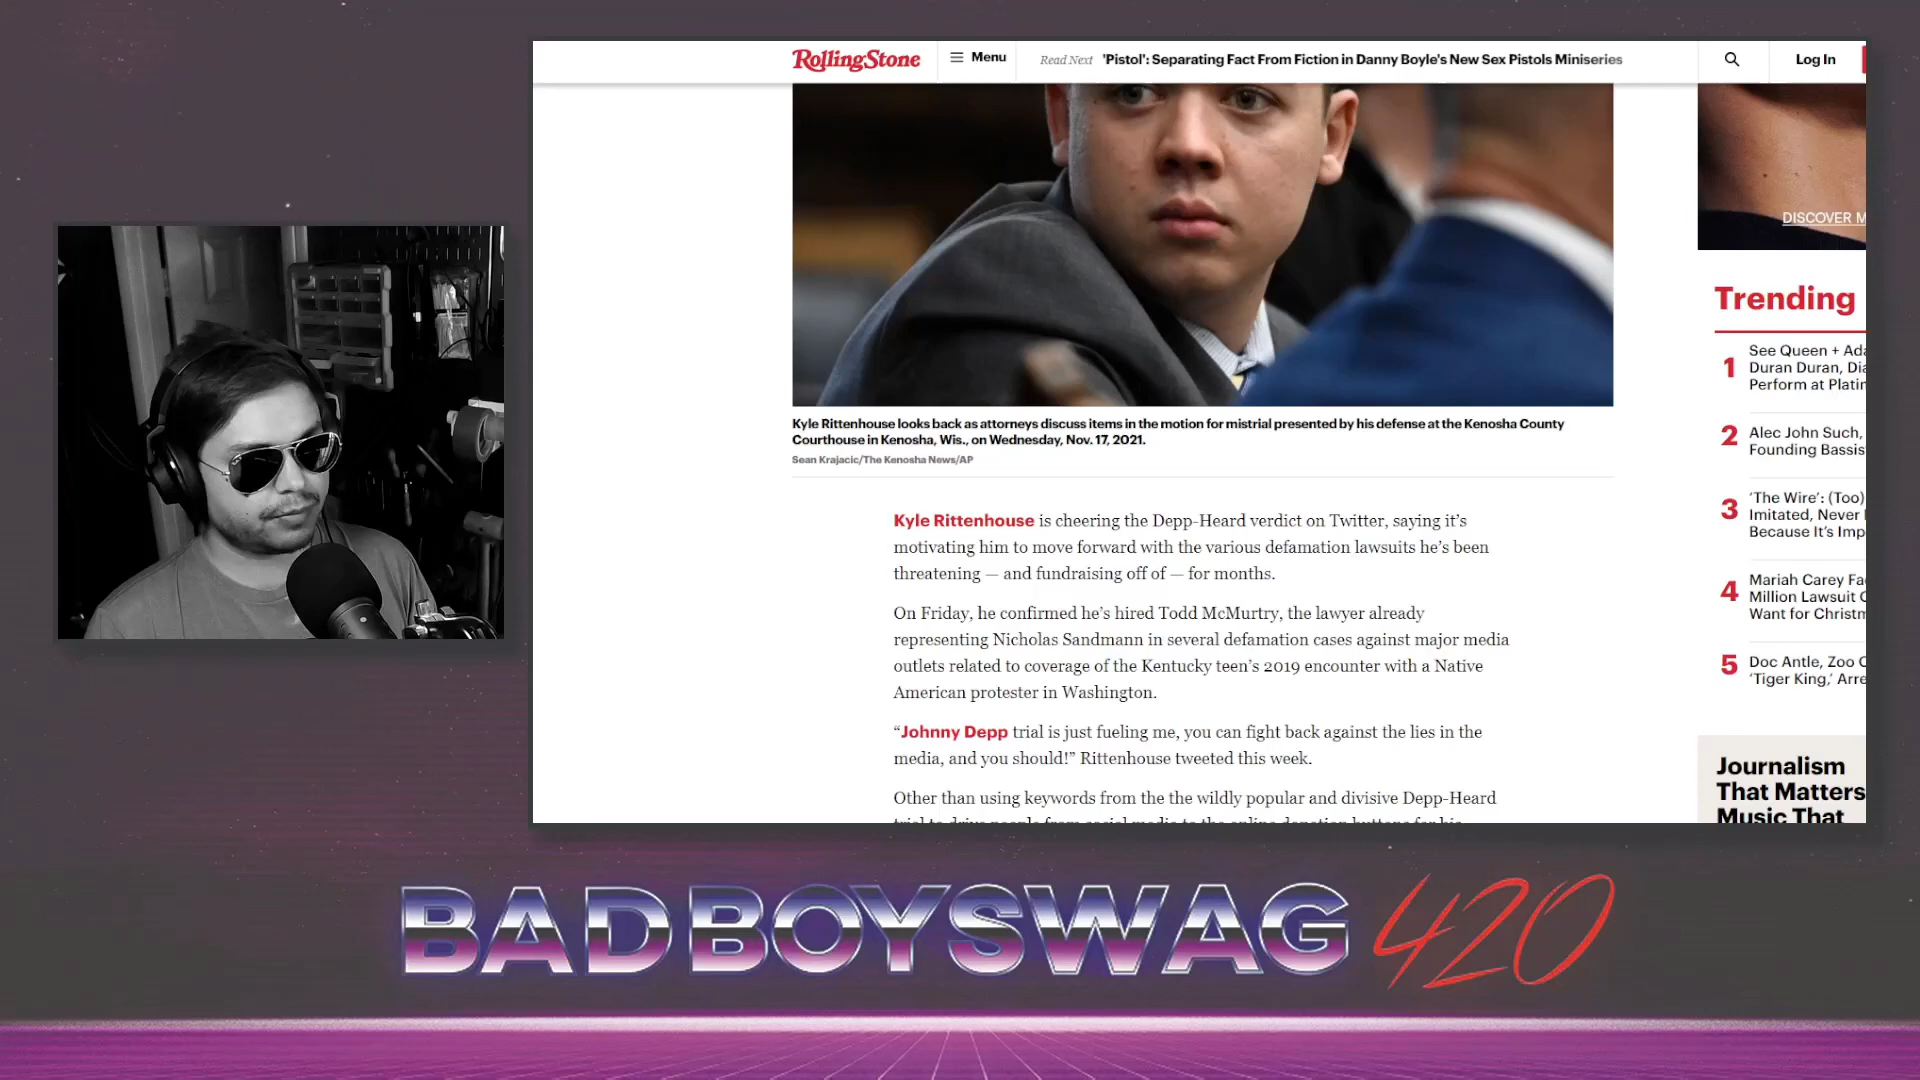 RollingStone
Menu
Read Next 'Pistol': Separating Fact From Fiction in Danny Boyle's New Sex Pistols Miniseries
Log In
DISCOVER M
Kyle Rittenhouse looks back as attorneys discuss items in the motion for mistrial presented by his defense at the Kenosha County
Courthouse in Kenosha, Wis., on Wednesday, Nov. 17, 2021.
Sean Krajacic/The Kenosha News/AP
Kyle Rittenhouse is cheering the Depp-Heard verdict on Twitter, saying it's
motivating him to move forward with the various defamation lawsuits he's been
threatening — and fundraising off of — for months.
On Friday, he confirmed he's hired Todd McMurtry, the lawyer already
representing Nicholas Sandmann in several defamation cases against major media
outlets related to coverage of the Kentucky teen's 2019 encounter with a Native
American protester in Washington.
“Johnny Depp trial is just fueling me, you can fight back against the lies in the
media, and you should!” Rittenhouse tweeted this week.
Other than using keywords from the the wildly popular and divisive Depp-Heard
Trending
1 See Queen + Ada
Duran Duran, Dia
Perform at Platin
2 Alec John Such,
Founding Bassis
3 'The Wire': (Too)
Imitated, Never
Because It's Imp
4 Mariah Carey Fa
Million Lawsuit
Want for Christm
5 Doc Antle, Zoo
'Tiger King,' Arre
Journalism
That Matters
Music That
BADBOYSWAG 420